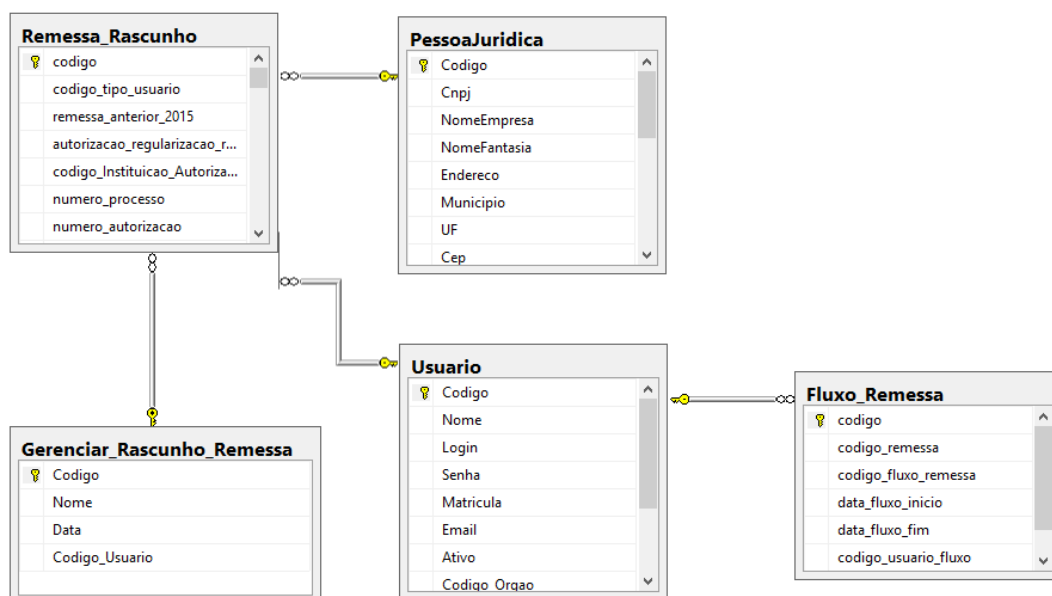 Remessa_Rascunho
codigo
codigo_tipo_usuario
remessa_anterior_2015
autorizacao_regularizacao_r...
codigo_Instituicao_Autoriza...
numero_processo
numero_autorizacao
PessoaJuridica
Codigo
Cnpj
NomeEmpresa
NomeFantasia
Endereco
Municipio
UF
Cep
Gerenciar_Rascunho_Remessa
Codigo
Nome
Data
Codigo_Usuario
Usuario
Codigo
Nome
Login
Senha
Matricula
Email
Ativo
Codigo_Orgao
Fluxo_Remessa
codigo
codigo_remessa
codigo_fluxo_remessa
data_fluxo_inicio
data_fluxo_fim
codigo_usuario_fluxo